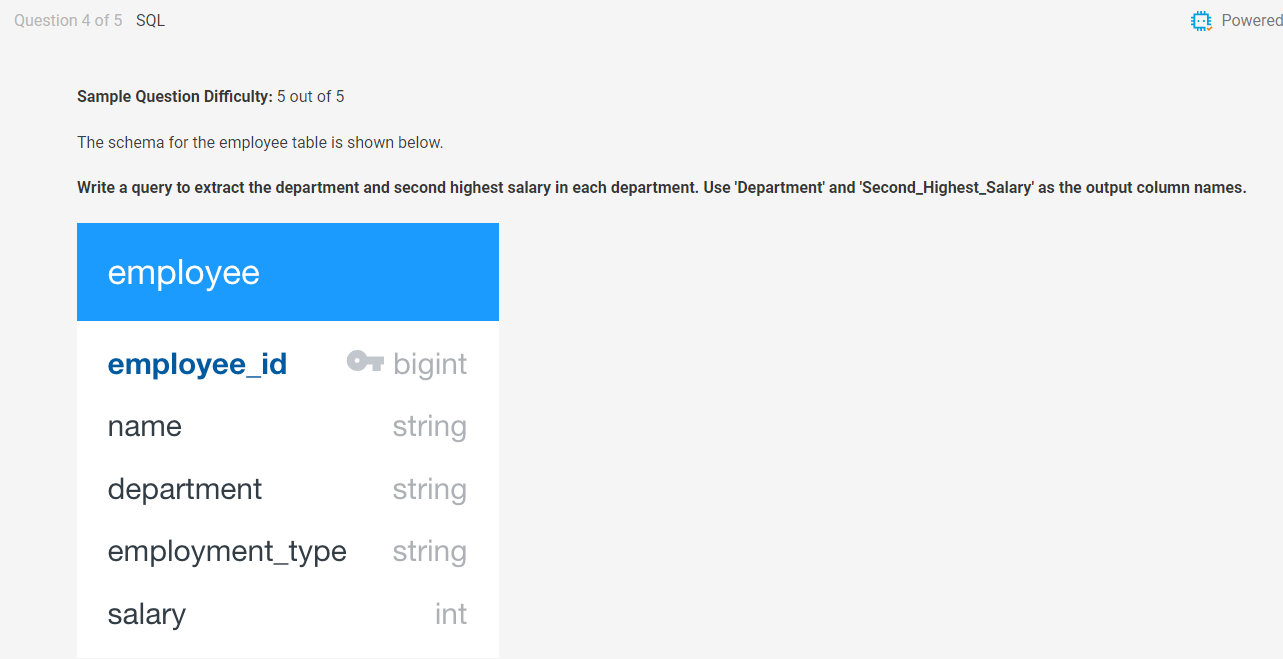 Question 4 of 5 SQL
Powered
Sample Question Difficulty: 5 out of 5
The schema for the employee table is shown below.
Write a query to extract the department and second highest salary in each department. Use 'Department' and 'Second_Highest_Salary' as the output column names.
employee
employee_id bigint
name string
department string
employment_type string
salary int